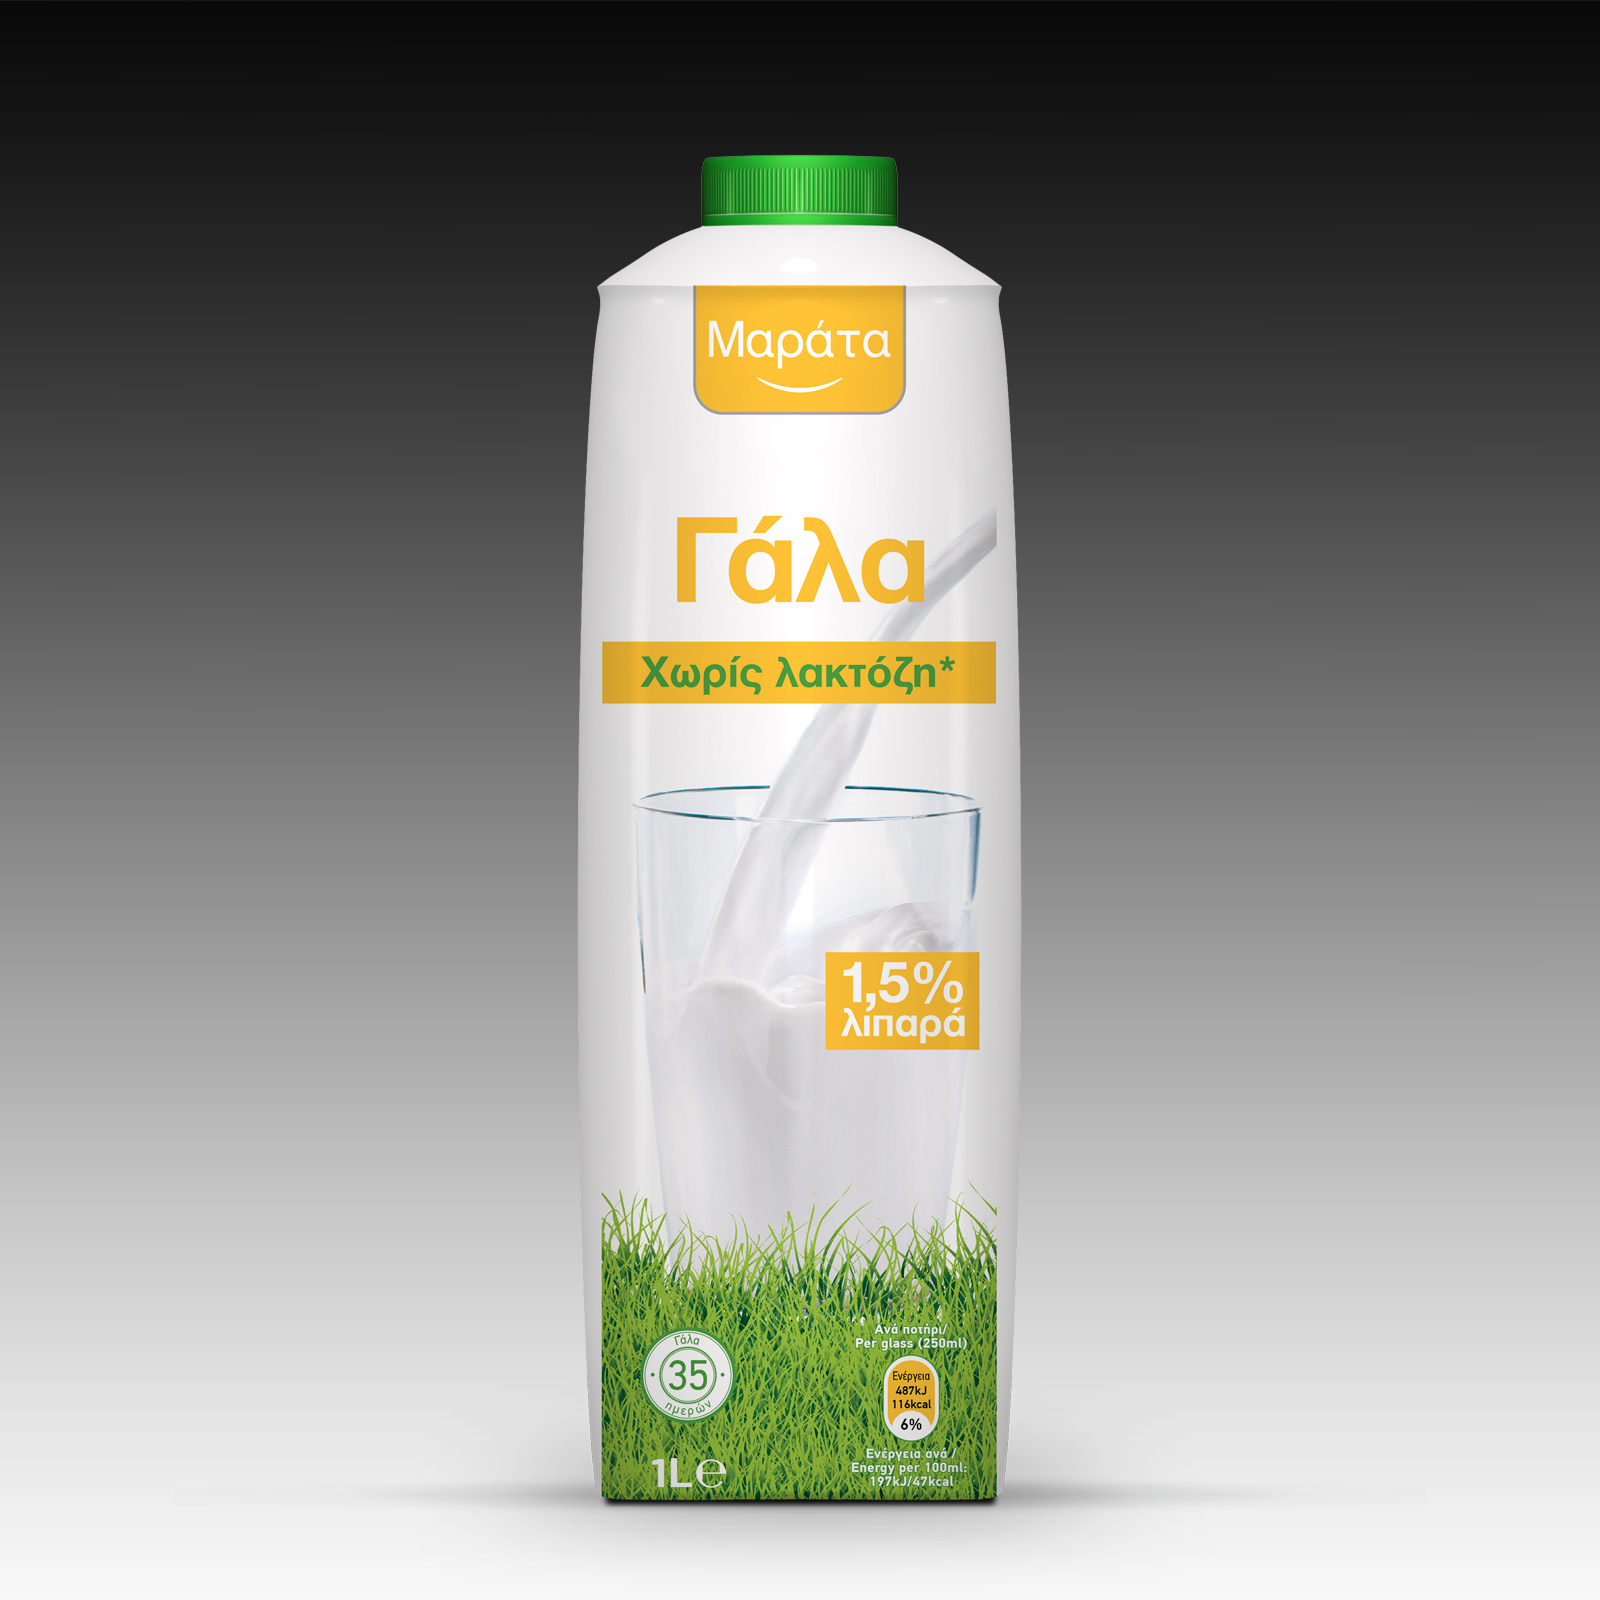 Μαράτα
Γάλα
Χωρίς λακτόζη*
1,5%
λιπαρά
Γάλα
35
ημερών
1L℮
Ανά ποτήρι/
Per glass (250ml)
Ενέργεια
487kJ
116kcal
6%
Ενέργεια ανά /
Energy per 100ml:
197kJ/47kcal